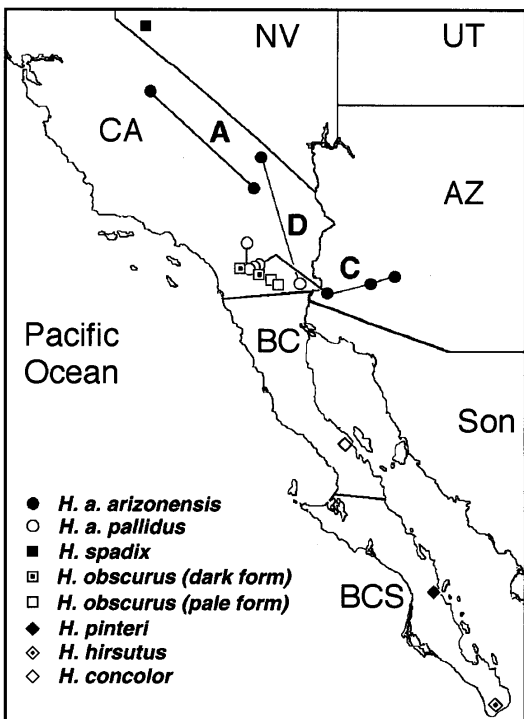 NV
UT
CA
A
AZ
D
C
Pacific
Ocean
BC
Son
H. a. arizonensis
H. a. pallidus
H. spadix
H. obscurus (dark form)
H. obscurus (pale form)
BCS
H. pinteri
H. hirsutus
H. concolor